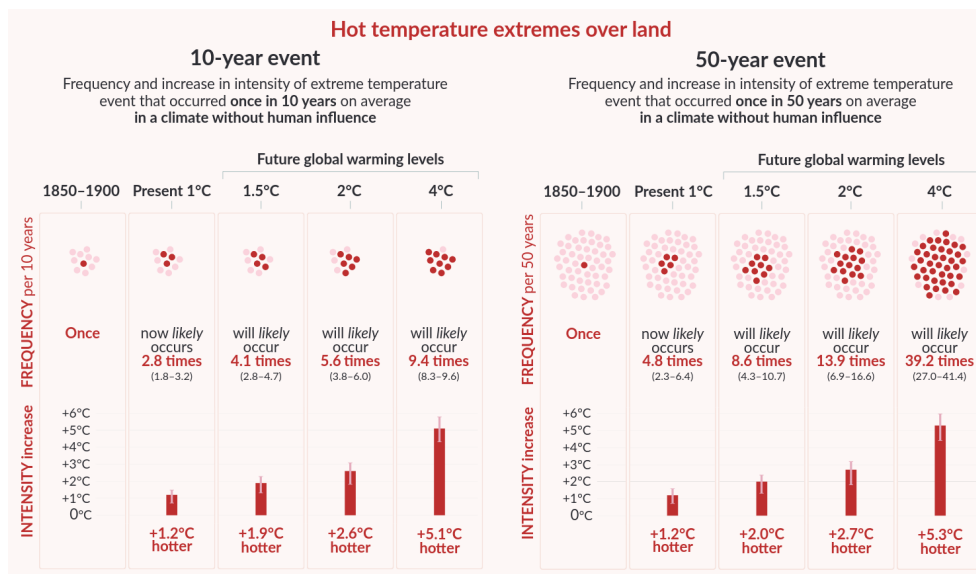 Hot temperature extremes over land
10-year event
Frequency and increase in intensity of extreme temperature
event that occurred once in 10 years on average
in a climate without human influence
Future global warming levels
1850–1900 Present 1°C 1.5°C 2°C 4°C
FREQUENCY per 10 years
Once
now likely occurs 2.8 times (1.8–3.2)
will likely occur 4.1 times (2.8–4.7)
will likely occur 5.6 times (3.8–6.0)
will likely occur 9.4 times (8.3–9.6)
INTENSITY increase
+6°C
+5°C
+4°C
+3°C
+2°C
+1°C
0°C
+1.2°C hotter
+1.9°C hotter
+2.6°C hotter
+5.1°C hotter
50-year event
Frequency and increase in intensity of extreme temperature
event that occurred once in 50 years on average
in a climate without human influence
Future global warming levels
1850–1900 Present 1°C 1.5°C 2°C 4°C
FREQUENCY per 50 years
Once
now likely occurs 4.8 times (2.3–6.4)
will likely occur 8.6 times (4.3–10.7)
will likely occur 13.9 times (6.9–16.6)
will likely occur 39.2 times (27.0–41.4)
INTENSITY increase
+6°C
+5°C
+4°C
+3°C
+2°C
+1°C
0°C
+1.2°C hotter
+2.0°C hotter
+2.7°C hotter
+5.3°C hotter